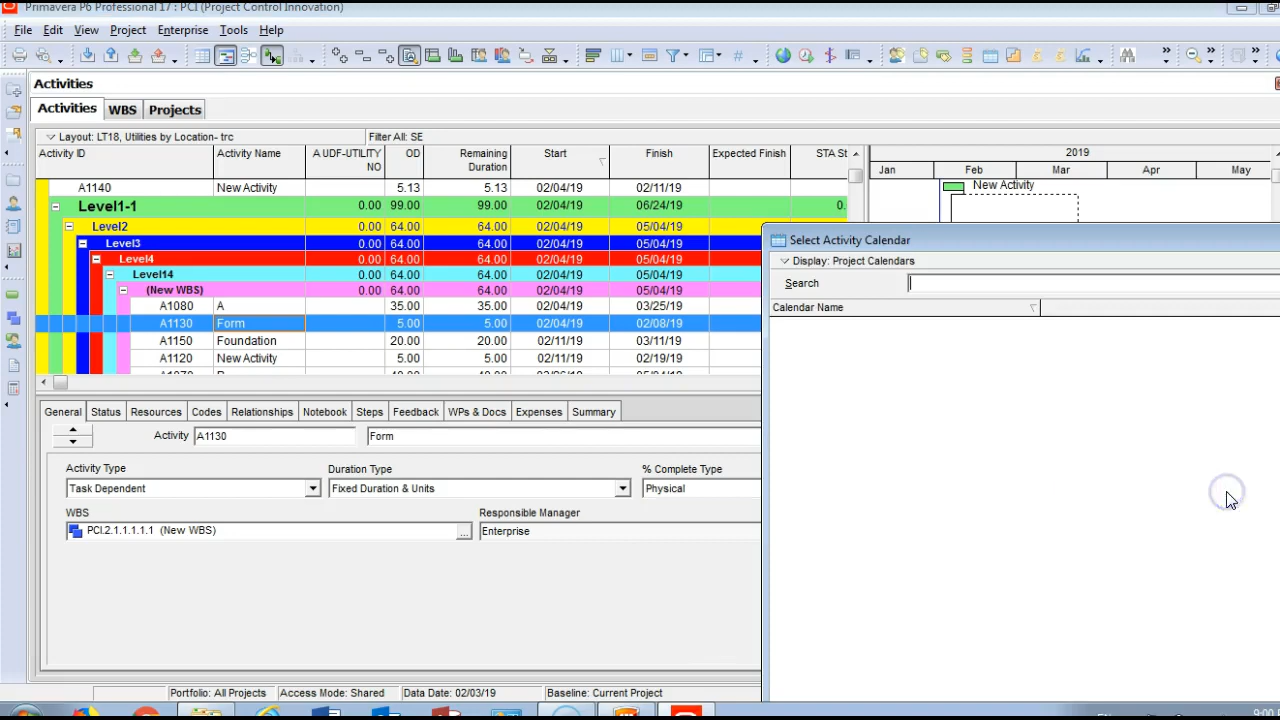 Primavera P6 Professional 17 : PCI (Project Control Innovation)
File Edit View Project Enterprise Tools Help
Activities
Activities WBS Projects
Layout: LT18, Utilities by Location- trc Filter All: SE
Activity ID Activity Name A UDF-UTILITY NO OD Remaining Duration Start Finish Expected Finish STA St
2019
Jan Feb Mar Apr May
A1140 New Activity 5.13 5.13 02/04/19 02/11/19
New Activity
Level1-1 0.00 99.00 99.00 02/04/19 06/24/19 0.
Level2 0.00 64.00 64.00 02/04/19 05/04/19
Level3 0.00 64.00 64.00 02/04/19 05/04/19
Level4 0.00 64.00 64.00 02/04/19 05/04/19
Level14 0.00 64.00 64.00 02/04/19 05/04/19
(New WBS) 0.00 64.00 64.00 02/04/19 05/04/19
A1080 A 35.00 35.00 02/04/19 03/25/19
A1130 Form 5.00 5.00 02/04/19 02/08/19
A1150 Foundation 20.00 20.00 02/11/19 03/11/19
A1120 New Activity 5.00 5.00 02/11/19 02/19/19
Select Activity Calendar
Display: Project Calendars
Search
Calendar Name
General Status Resources Codes Relationships Notebook Steps Feedback WPs & Docs Expenses Summary
Activity A1130 Form
Activity Type Duration Type % Complete Type
Task Dependent Fixed Duration & Units Physical
WBS Responsible Manager
PCI.2.1.1.1.1.1 (New WBS) ... Enterprise
Portfolio: All Projects Access Mode: Shared Data Date: 02/03/19 Baseline: Current Project